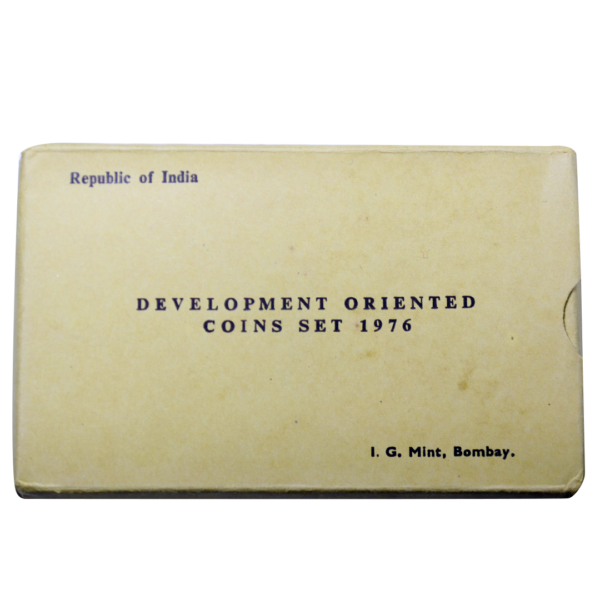 Republic of India
DEVELOPMENT ORIENTED
COINS SET 1976
I. G. Mint, Bombay.